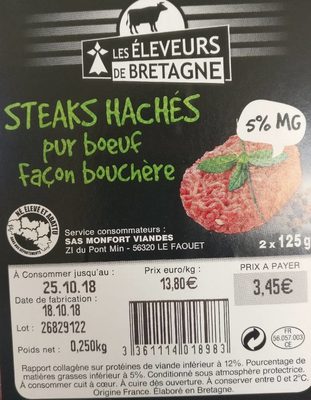 LES ÉLEVEURS
DE BRETAGNE
STEAKS HACHÉS
pur boeuf
Façon bouchère
5% MG
NÉ, ÉLEVÉ ET ABATTU
Service consommateurs :
SAS MONFORT VIANDES
ZI du Pont Min - 56320 LE FAOUET
2 x 125g
À Consommer jusqu'au :
25.10.18
Date de fabrication :
18.10.18
Lot : 26829122
Poids net : 0,250kg
Prix euro/kg :
13,80€
PRIX A PAYER
3,45€
3 361114 018983
FR
56.057.003
CE
Rapport collagène sur protéines de viande inférieur à 12%. Pourcentage de
matières grasses inférieur à 5%. Conditionné sous atmosphère protectrice.
À consommer cuit à cœur. À cuire dès ouverture. À conserver entre 0 et 2°C.
Origine France. Élaboré en Bretagne.